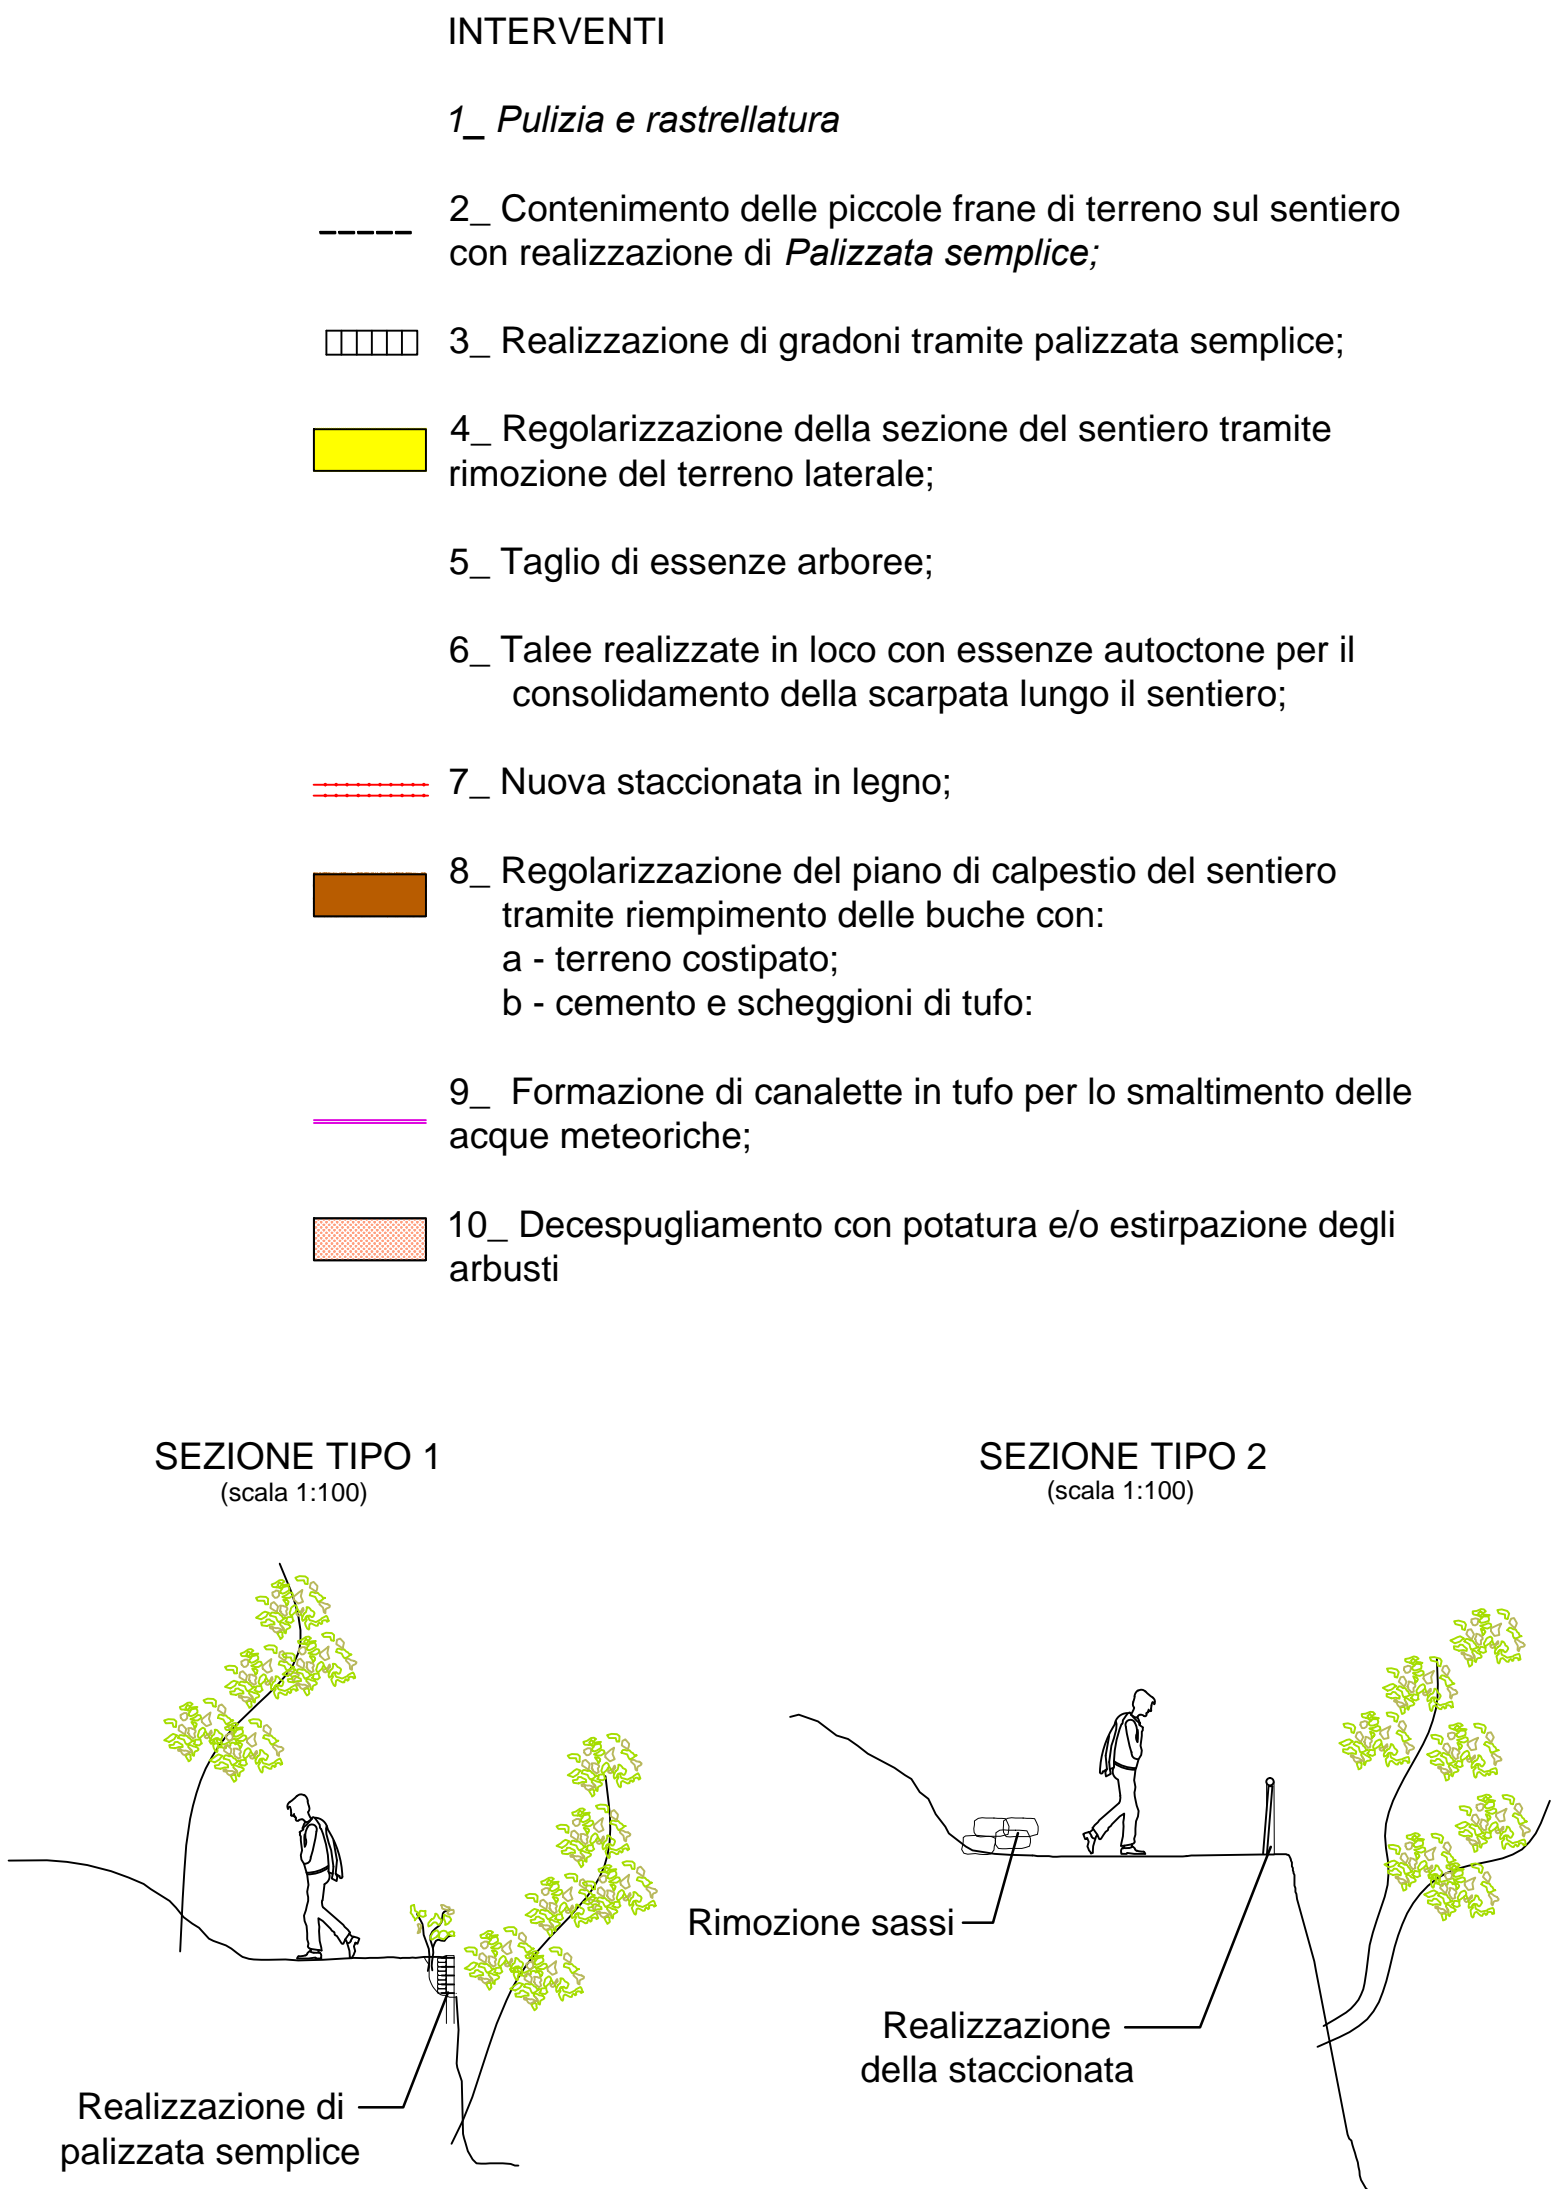 INTERVENTI
1_ Pulizia e rastrellatura
2_ Contenimento delle piccole frane di terreno sul sentiero
con realizzazione di Palizzata semplice;
3_ Realizzazione di gradoni tramite palizzata semplice;
4_ Regolarizzazione della sezione del sentiero tramite
rimozione del terreno laterale;
5_ Taglio di essenze arboree;
6_ Talee realizzate in loco con essenze autoctone per il
consolidamento della scarpata lungo il sentiero;
7_ Nuova staccionata in legno;
8_ Regolarizzazione del piano di calpestio del sentiero
tramite riempimento delle buche con:
a - terreno costipato;
b - cemento e scheggioni di tufo:
9_ Formazione di canalette in tufo per lo smaltimento delle
acque meteoriche;
10_ Decespugliamento con potatura e/o estirpazione degli
arbusti
SEZIONE TIPO 1
(scala 1:100)
Realizzazione di
palizzata semplice
SEZIONE TIPO 2
(scala 1:100)
Rimozione sassi
Realizzazione
della staccionata